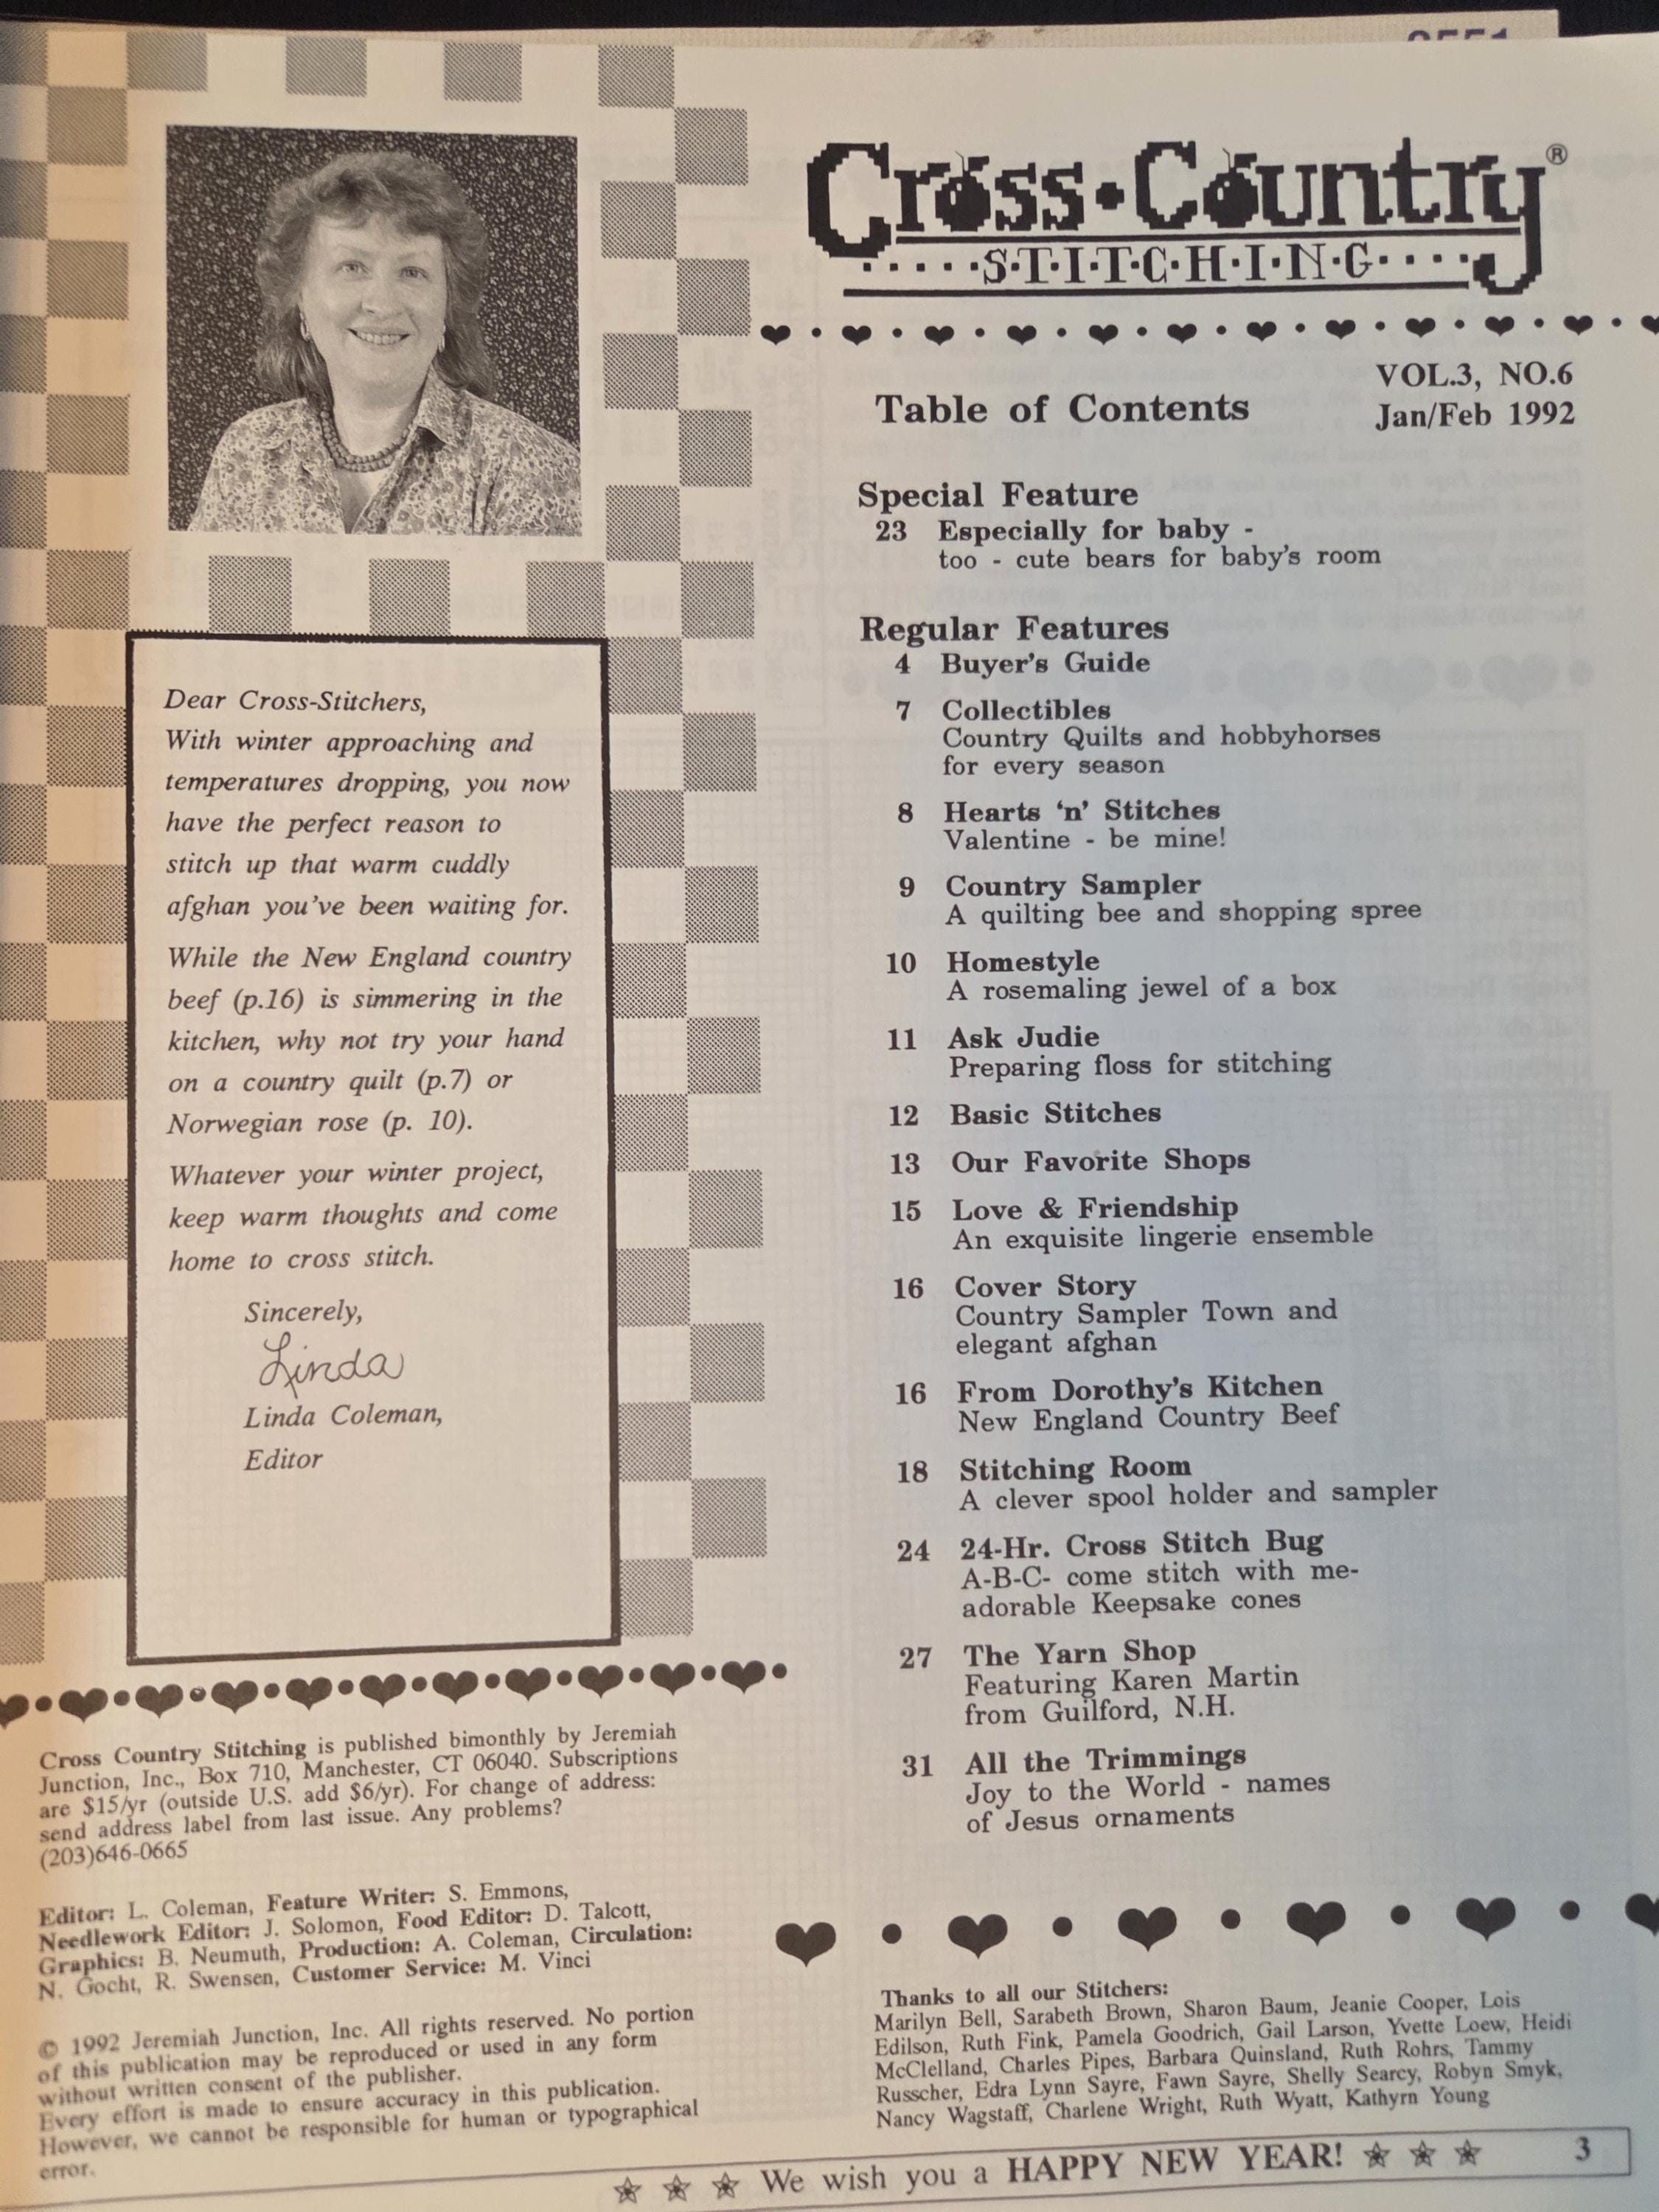 Dear Cross-Stitchers,
With winter approaching and
temperatures dropping, you now
have the perfect reason to
stitch up that warm cuddly
afghan you've been waiting for.
While the New England country
beef (p.16) is simmering in the
kitchen, why not try your hand
on a country quilt (p.7) or
Norwegian rose (p. 10).
Whatever your winter project,
keep warm thoughts and come
home to cross stitch.
Sincerely,
Linda
Linda Coleman,
Editor
Cross Country Stitching is published bimonthly by Jeremiah
Junction, Inc., Box 710, Manchester, CT 06040. Subscriptions
are $15/yr (outside U.S. add $6/yr). For change of address:
send address label from last issue. Any problems?
(203)646-0665
Editor: L. Coleman, Feature Writer: S. Emmons,
Needlework Editor: J. Solomon, Food Editor: D. Talcott,
Graphics: B. Neumuth, Production: A. Coleman, Circulation:
N. Gocht, R. Swensen, Customer Service: M. Vinci
© 1992 Jeremiah Junction, Inc. All rights reserved. No portion
of this publication may be reproduced or used in any form
without written consent of the publisher.
Every effort is made to ensure accuracy in this publication.
However, we cannot be responsible for human or typographical
error.
Cross•Country®
S•T•I•T•C•H•I•N•G
VOL.3, NO.6
Table of Contents
Jan/Feb 1992
Special Feature
23 Especially for baby -
too - cute bears for baby's room
Regular Features
4 Buyer's Guide
7 Collectibles
Country Quilts and hobbyhorses
for every season
8 Hearts 'n' Stitches
Valentine - be mine!
9 Country Sampler
A quilting bee and shopping spree
10 Homestyle
A rosemaling jewel of a box
11 Ask Judie
Preparing floss for stitching
12 Basic Stitches
13 Our Favorite Shops
15 Love & Friendship
An exquisite lingerie ensemble
16 Cover Story
Country Sampler Town and
elegant afghan
16 From Dorothy's Kitchen
New England Country Beef
18 Stitching Room
A clever spool holder and sampler
24 24-Hr. Cross Stitch Bug
A-B-C- come stitch with me-
adorable Keepsake cones
27 The Yarn Shop
Featuring Karen Martin
from Guilford, N.H.
31 All the Trimmings
Joy to the World - names
of Jesus ornaments
Thanks to all our Stitchers:
Marilyn Bell, Sarabeth Brown, Sharon Baum, Jeanie Cooper, Lois
Edilson, Ruth Fink, Pamela Goodrich, Gail Larson, Yvette Loew, Heidi
McClelland, Charles Pipes, Barbara Quinsland, Ruth Rohrs, Tammy
Russcher, Edra Lynn Sayre, Fawn Sayre, Shelly Searcy, Robyn Smyk,
Nancy Wagstaff, Charlene Wright, Ruth Wyatt, Kathyrn Young
We wish you a HAPPY NEW YEAR!
3